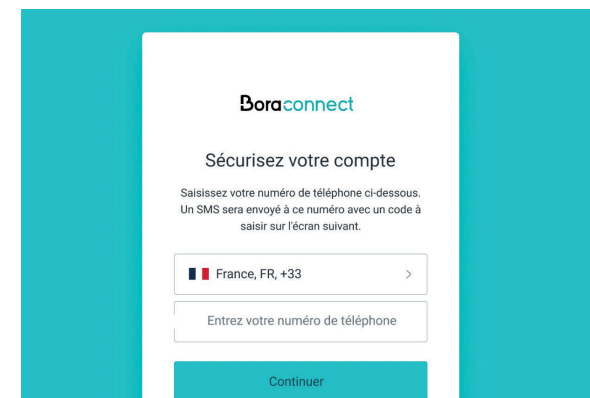 Boraconnect
Sécurisez votre compte
Saisissez votre numéro de téléphone ci-dessous.
Un SMS sera envoyé à ce numéro avec un code à
saisir sur l'écran suivant.
France, FR, +33
Entrez votre numéro de téléphone
Continuer